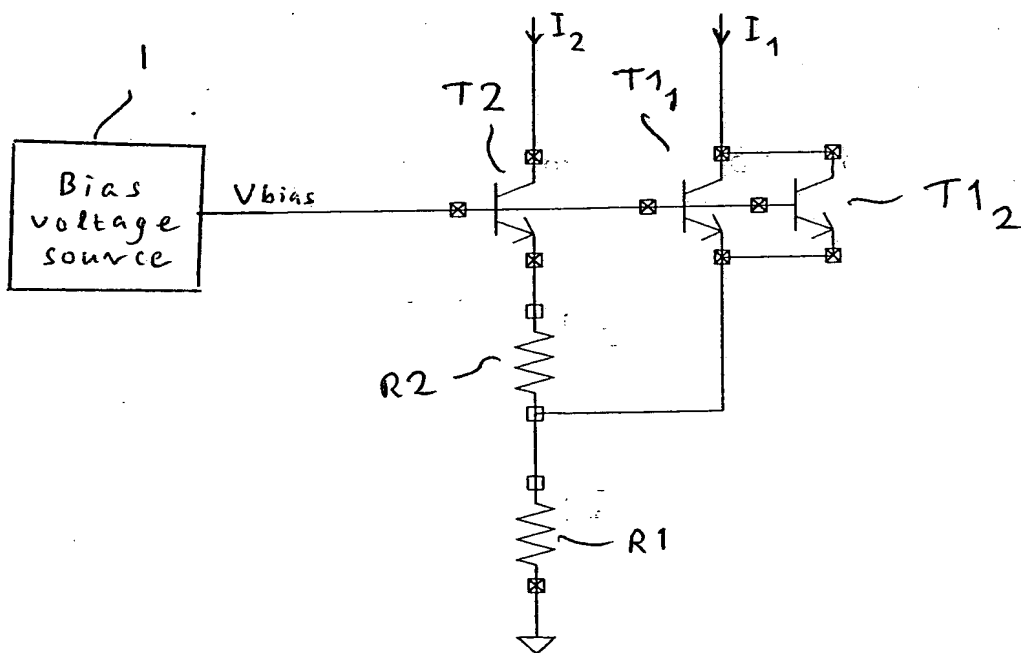 1
I2
I1
T2
T11
T12
Bias
voltage
source
Vbias
R2
R1